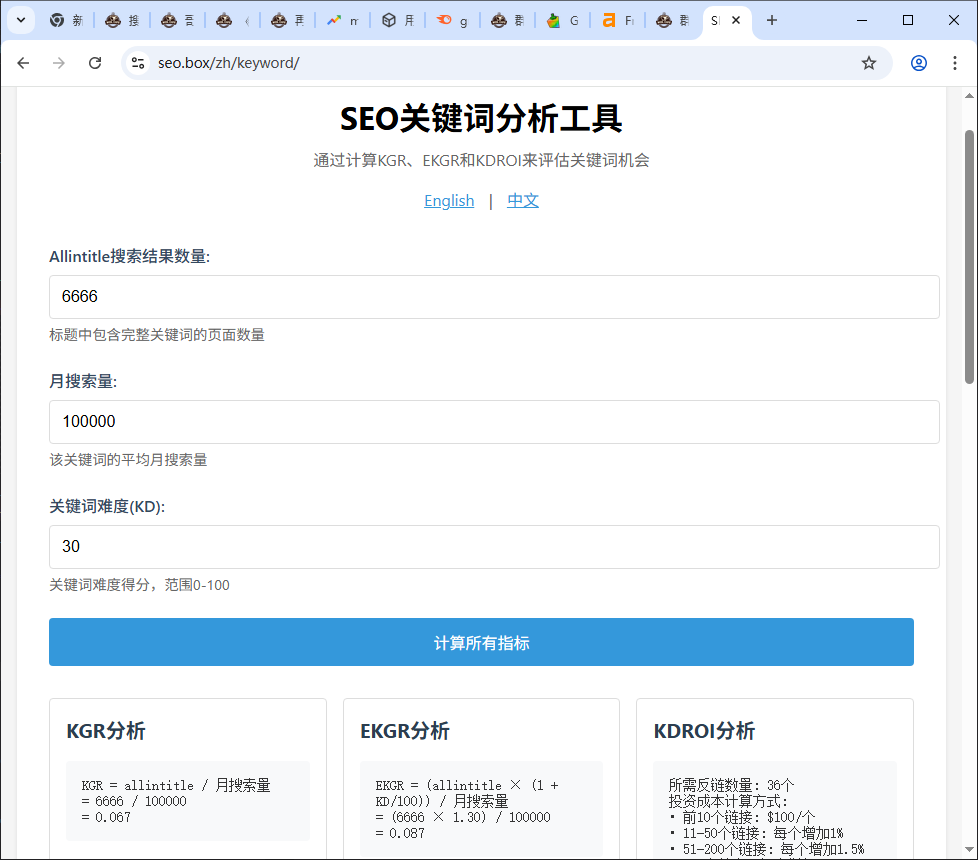 seo.box/zh/keyword/
SEO关键词分析工具
通过计算KGR、EKGR和KDROI来评估关键词机会
English | 中文
Allintitle搜索结果数量:
6666
标题中包含完整关键词的页面数量
月搜索量:
100000
该关键词的平均月搜索量
关键词难度(KD):
30
关键词难度得分，范围0-100
计算所有指标
KGR分析
KGR = allintitle / 月搜索量
= 6666 / 100000
= 0.067
EKGR分析
EKGR = (allintitle × (1 +
KD/100)) / 月搜索量
= (6666 × 1.30) / 100000
= 0.087
KDROI分析
所需反链数量: 36个
投资成本计算方式:
• 前10个链接: $100/个
• 11-50个链接: 每个增加1%
• 51-200个链接: 每个增加1.5%